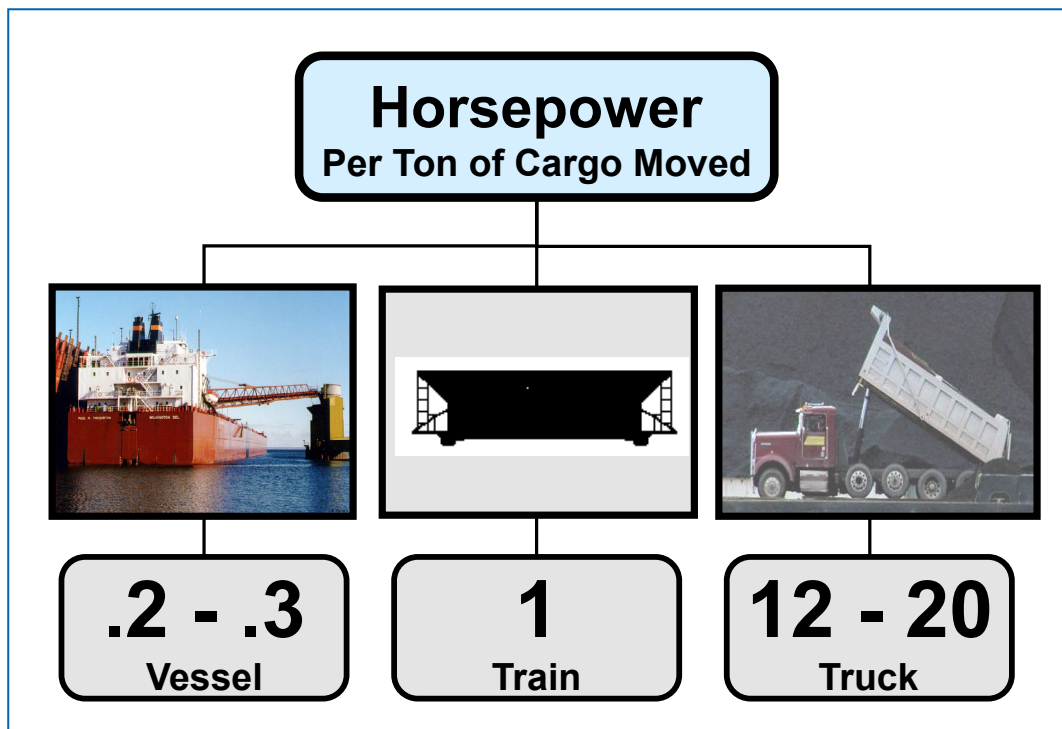 Horsepower
Per Ton of Cargo Moved
.2 - .3
Vessel
1
Train
12 - 20
Truck